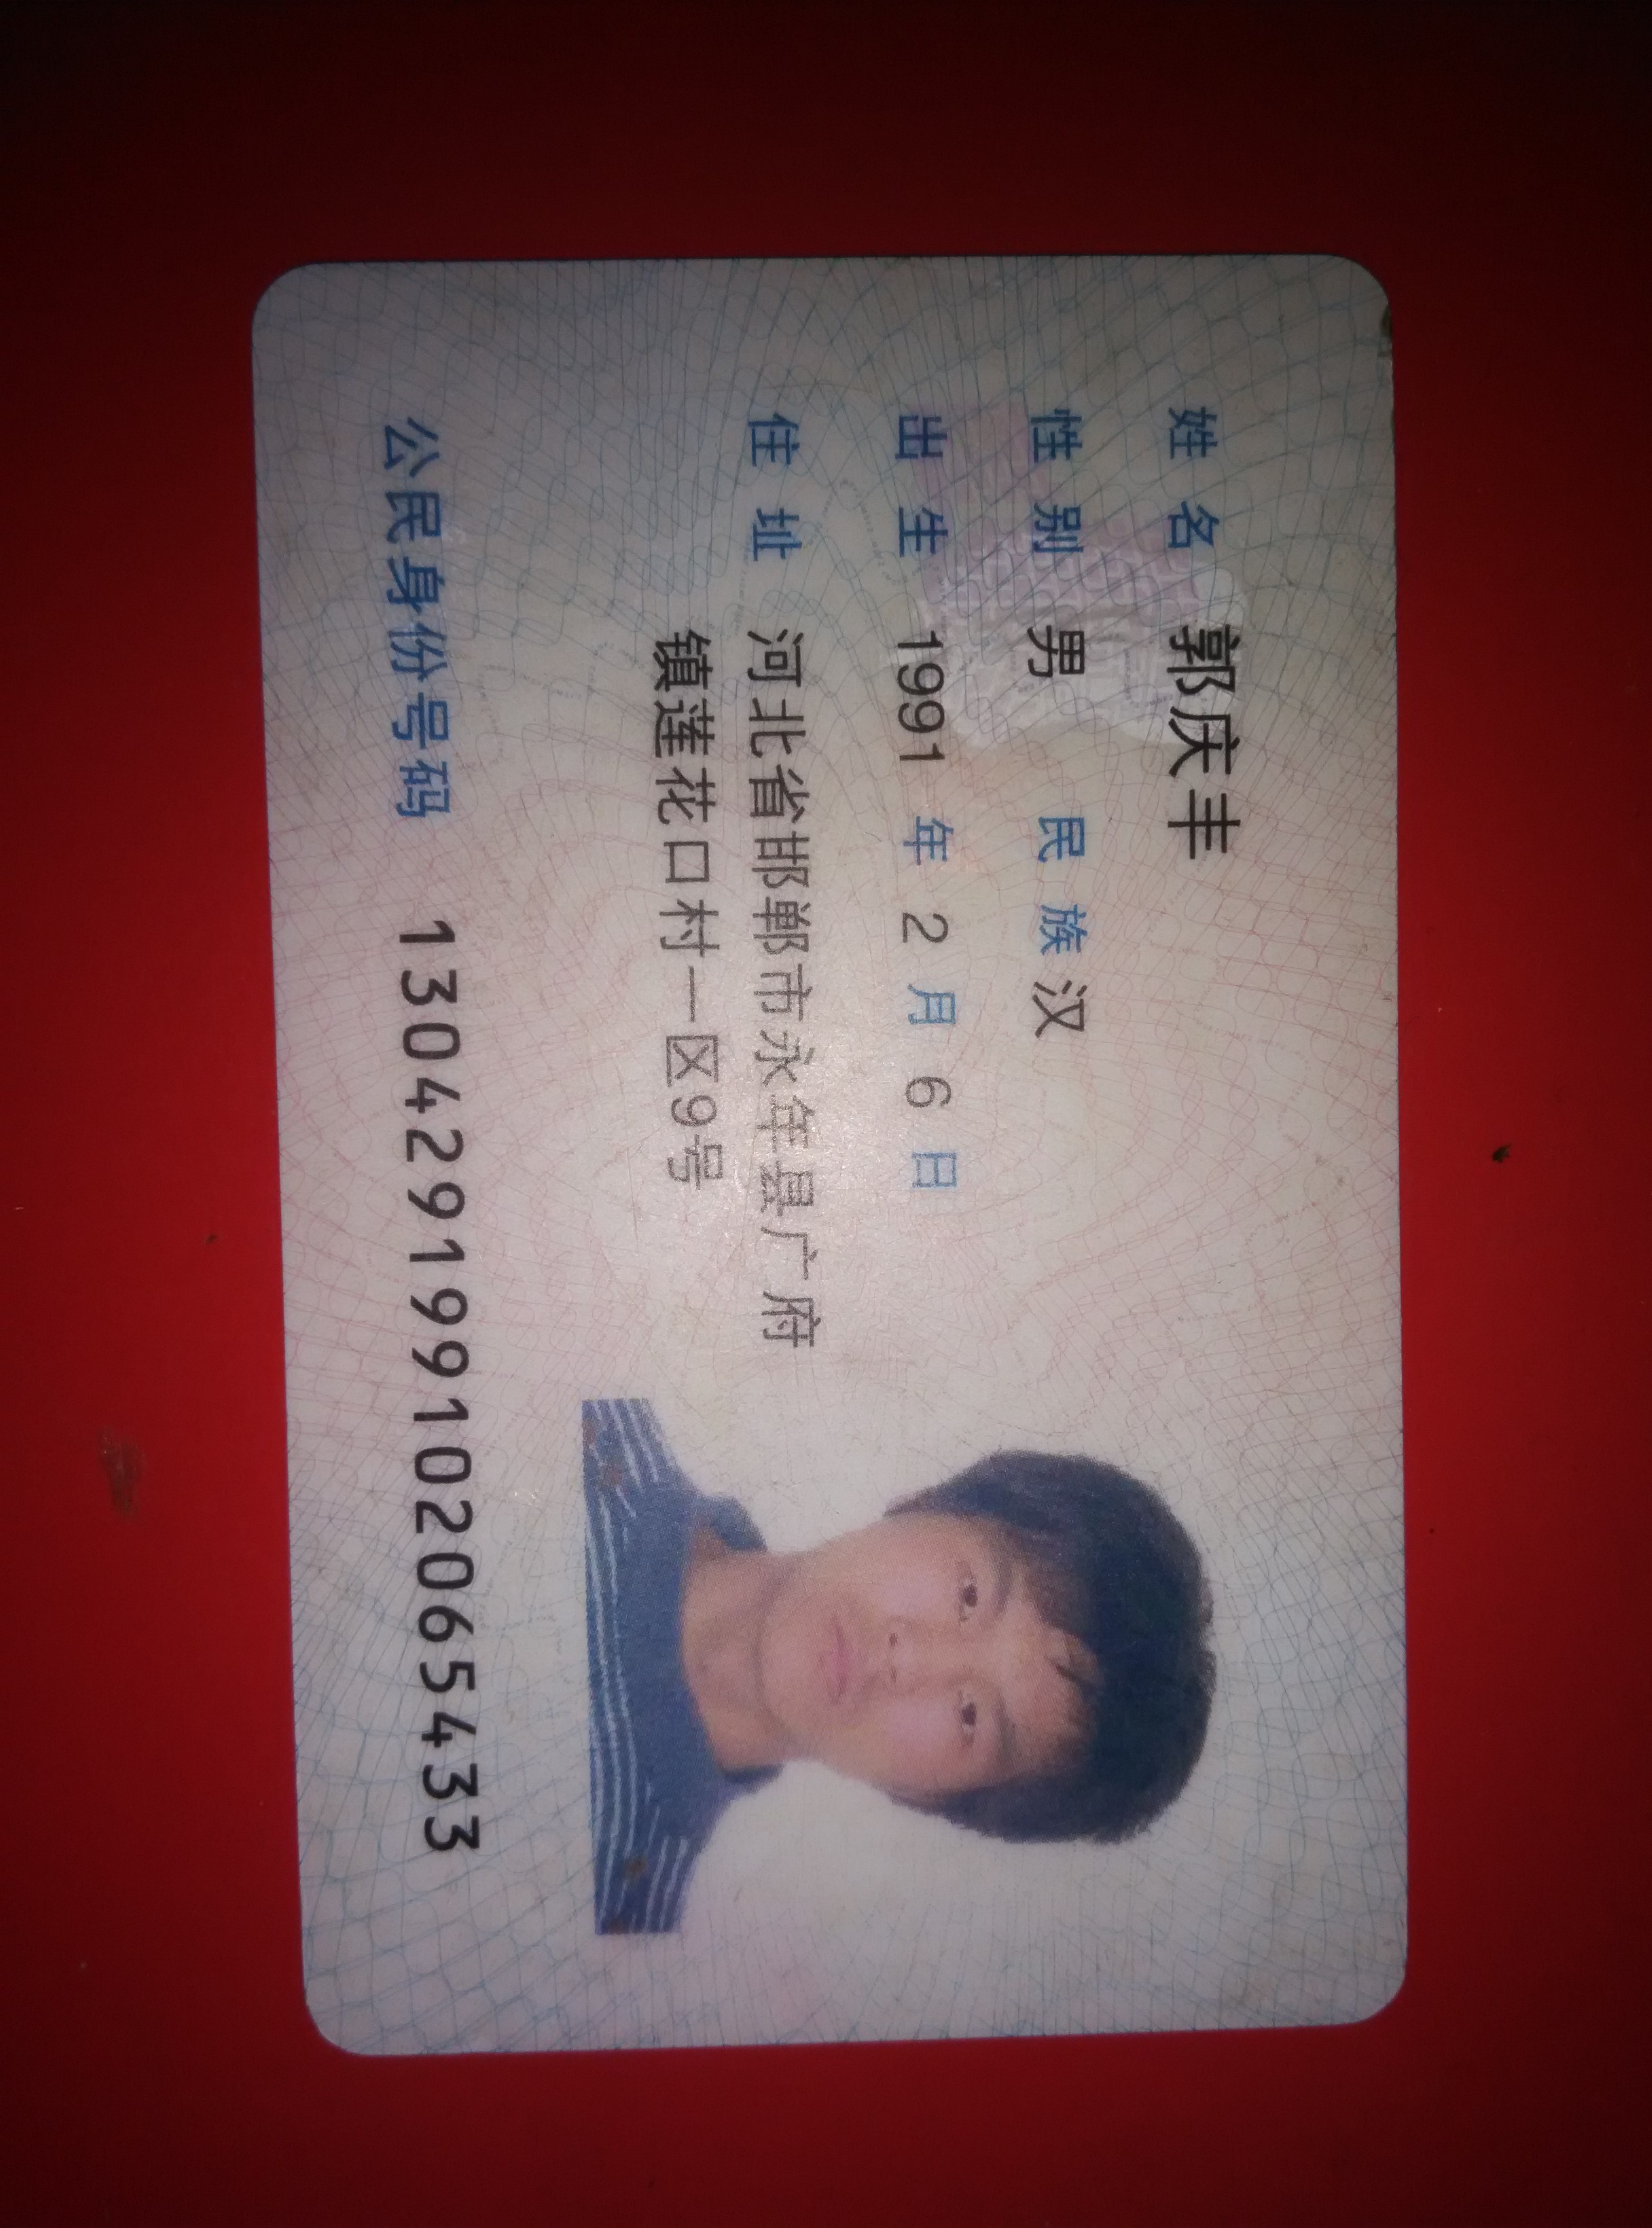 姓名 郭庆丰
性别 男 民族 汉
出生 1991 年 2 月 6 日
住址 河北省邯郸市永年县广府
镇莲花口村一区9号
公民身份号码 130429199102065433